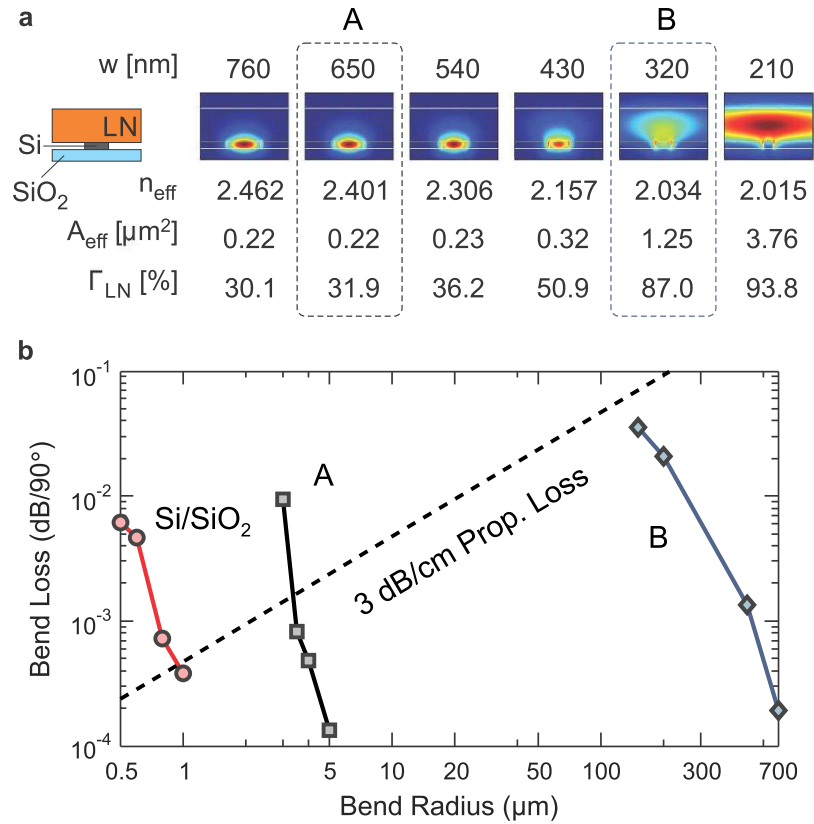 a
A B
w [nm] 760 650 540 430 320 210
LN
Si
SiO₂
n_eff 2.462 2.401 2.306 2.157 2.034 2.015
A_eff [µm²] 0.22 0.22 0.23 0.32 1.25 3.76
Γ_LN [%] 30.1 31.9 36.2 50.9 87.0 93.8
b
10⁻¹
10⁻²
10⁻³
10⁻⁴
Bend Loss (dB/90°)
Si/SiO₂
A
3 dB/cm Prop. Loss
B
0.5 1 5 10 20 50 100 300 700
Bend Radius (µm)